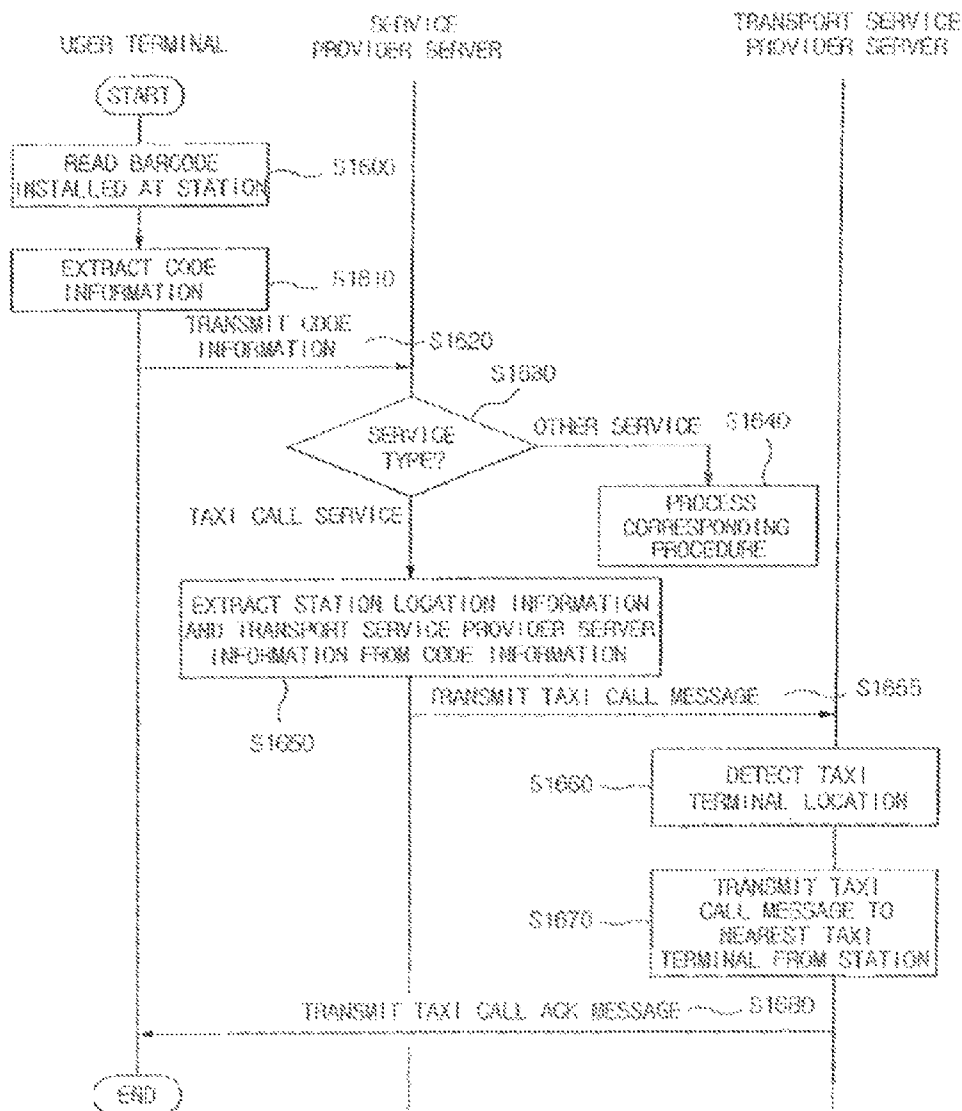 USER TERMINAL
SERVICE
PROVIDER SERVER
TRANSPORT SERVICE
PROVIDER SERVER
START
READ BARCODE
INSTALLED AT STATION
S1600
EXTRACT CODE
INFORMATION
S1610
TRANSMIT CODE
INFORMATION
S1620
S1630
SERVICE
TYPE?
OTHER SERVICE
S1640
PROCESS
CORRESPONDING
PROCEDURE
TAXI CALL SERVICE
EXTRACT STATION LOCATION INFORMATION
AND TRANSPORT SERVICE PROVIDER SERVER
INFORMATION FROM CODE INFORMATION
S1650
TRANSMIT TAXI CALL MESSAGE
S1655
S1660
DETECT TAXI
TERMINAL LOCATION
S1670
TRANSMIT TAXI
CALL MESSAGE TO
NEAREST TAXI
TERMINAL FROM STATION
TRANSMIT TAXI CALL ACK MESSAGE
S1680
END